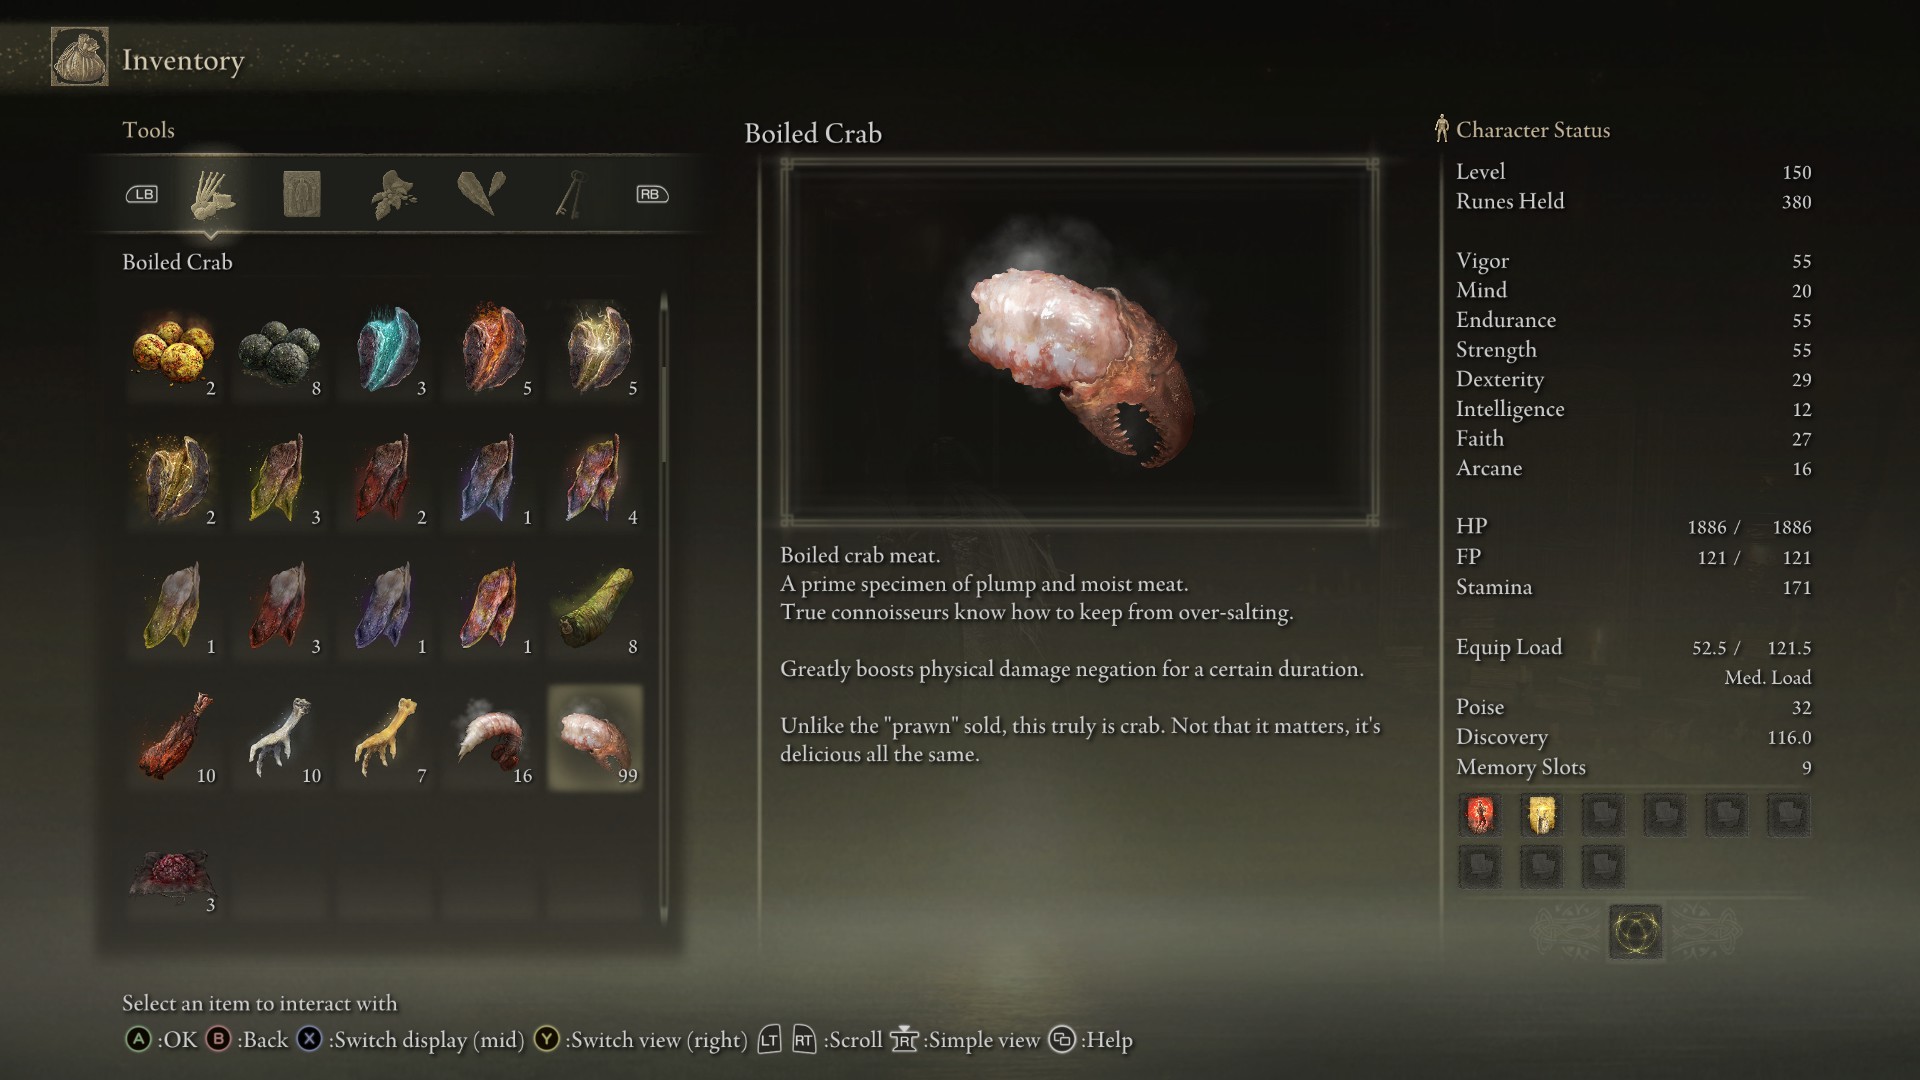 Inventory
Tools
LB
RB
Boiled Crab
2 8 3 5 5
2 3 2 1 4
1 3 1 1 8
10 10 7 16 99
3
Boiled Crab
Boiled crab meat.
A prime specimen of plump and moist meat.
True connoisseurs know how to keep from over-salting.
Greatly boosts physical damage negation for a certain duration.
Unlike the "prawn" sold, this truly is crab. Not that it matters, it's
delicious all the same.
Character Status
Level 150
Runes Held 380
Vigor 55
Mind 20
Endurance 55
Strength 55
Dexterity 29
Intelligence 12
Faith 27
Arcane 16
HP 1886 / 1886
FP 121 / 121
Stamina 171
Equip Load 52.5 / 121.5
Med. Load
Poise 32
Discovery 116.0
Memory Slots 9
Select an item to interact with
A :OK B :Back X :Switch display (mid) Y :Switch view (right) LT RT :Scroll R :Simple view :Help